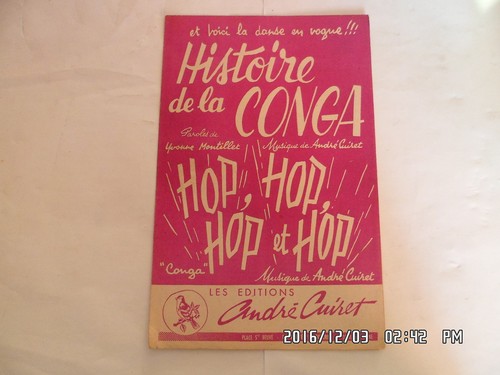 et voici la danse en vogue!!!
Histoire
de la CONGA
Paroles de
Yvonne Montillet
Musique de André Cuiret
HOP, HOP,
HOP et HOP
"Conga"
Musique de André Cuiret
LES EDITIONS
André Cuiret
2016/12/03 02:42 PM